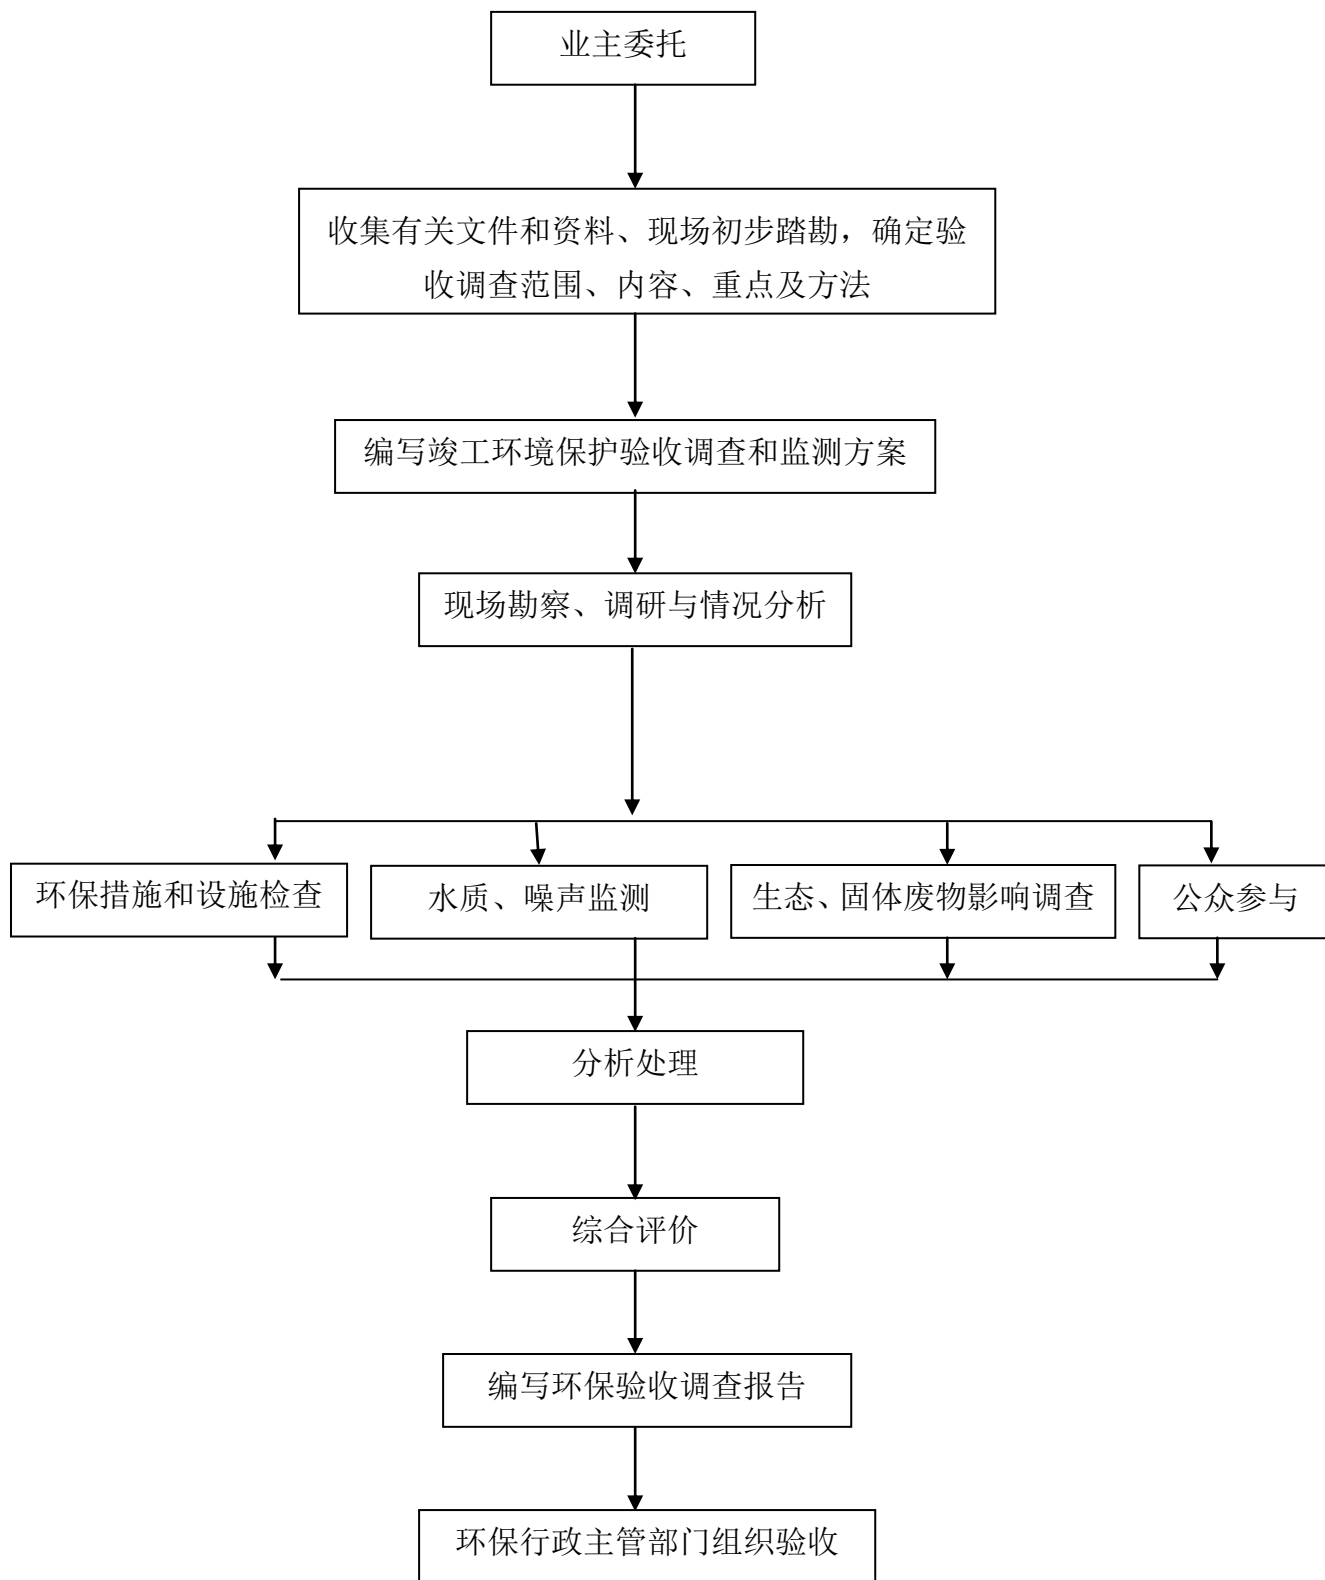 业主委托
收集有关文件和资料、现场初步踏勘，确定验
收调查范围、内容、重点及方法
编写竣工环境保护验收调查和监测方案
现场勘察、调研与情况分析
环保措施和设施检查
水质、噪声监测
生态、固体废物影响调查
公众参与
分析处理
综合评价
编写环保验收调查报告
环保行政主管部门组织验收